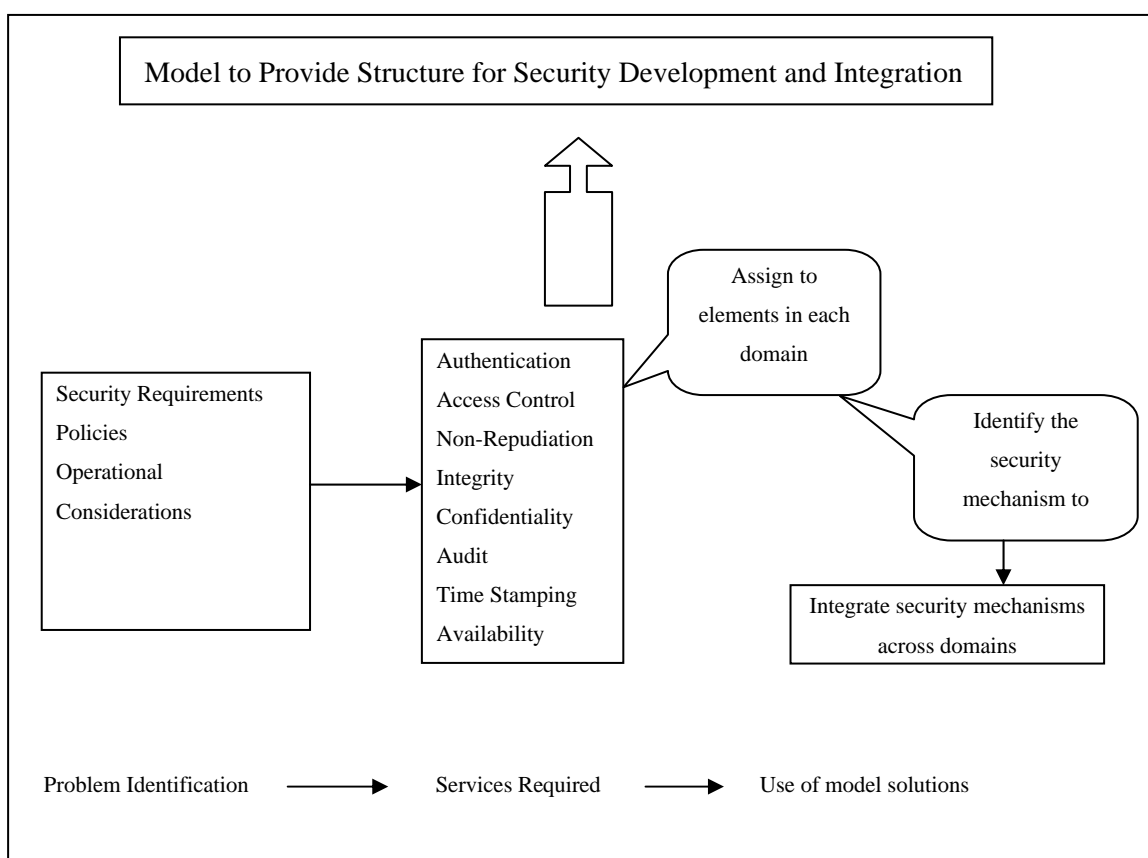 Model to Provide Structure for Security Development and Integration
Assign to
elements in each
domain
Authentication
Access Control
Non-Repudiation
Integrity
Confidentiality
Audit
Time Stamping
Availability
Security Requirements
Policies
Operational
Considerations
Identify the
security
mechanism to
Integrate security mechanisms
across domains
Problem Identification
Services Required
Use of model solutions